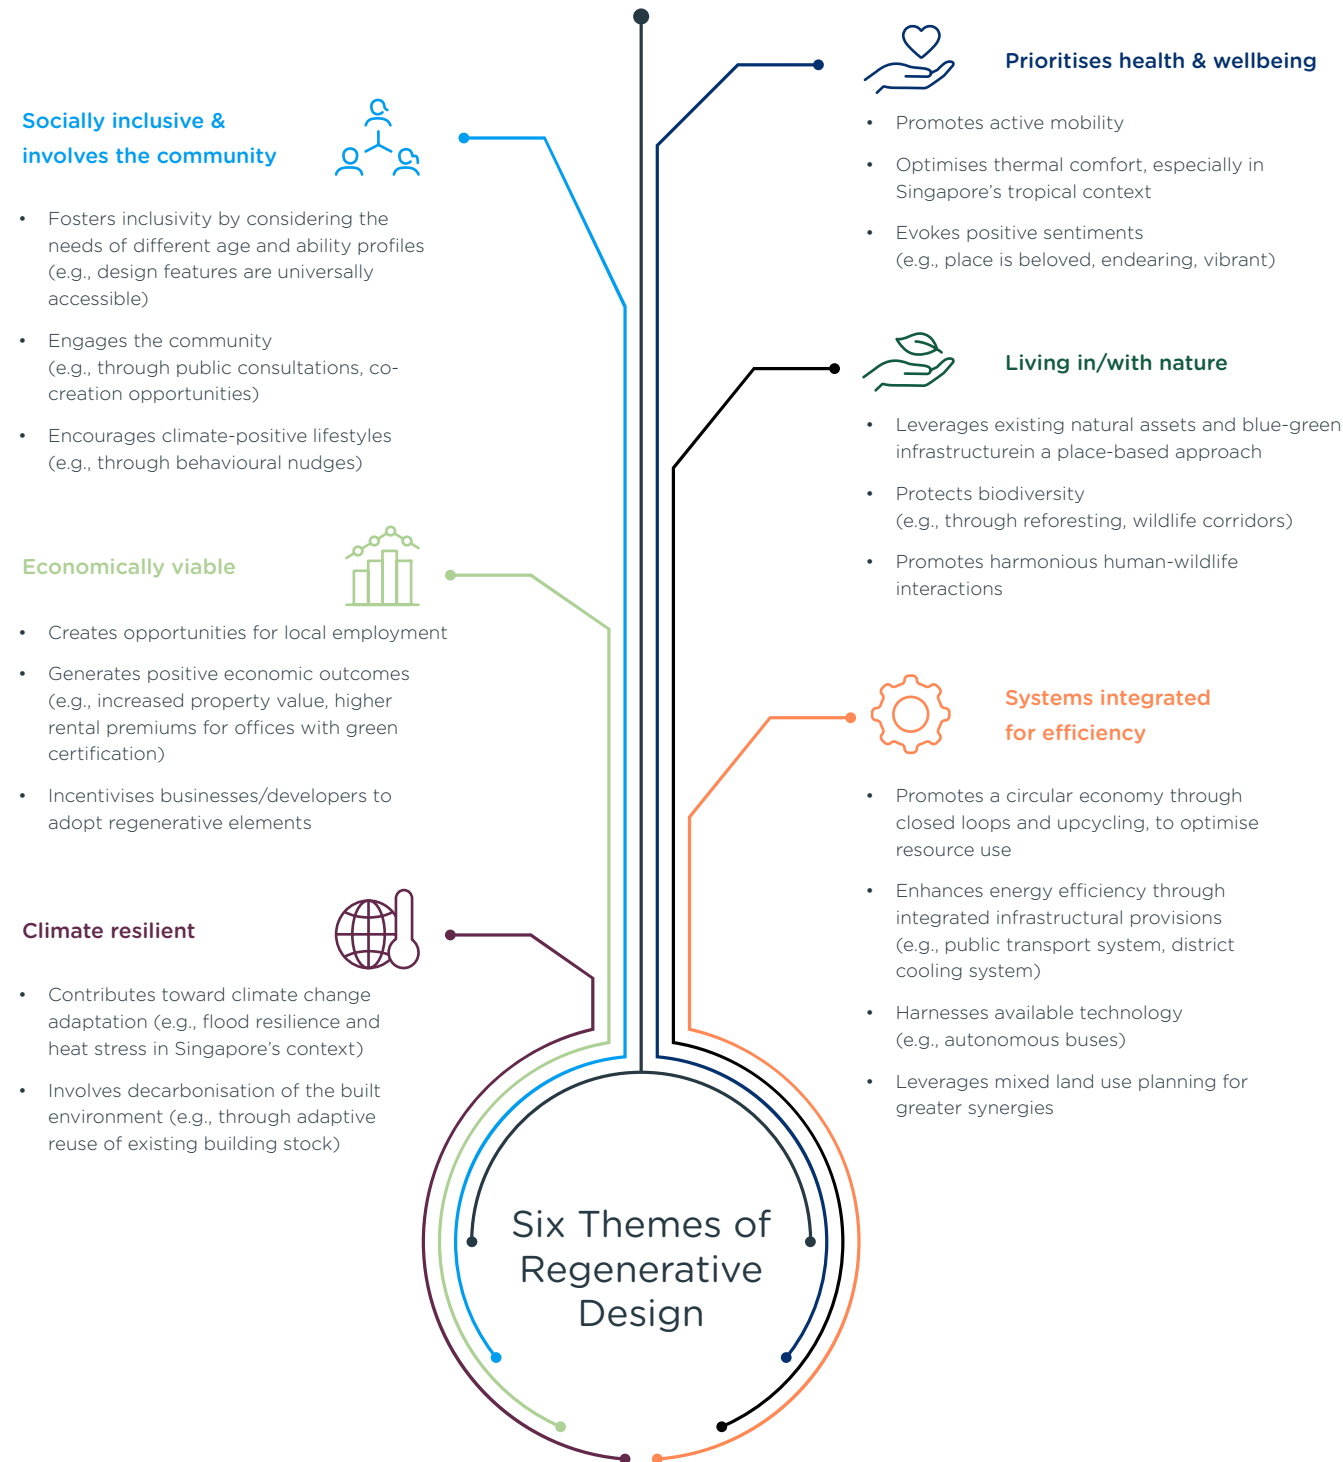 Socially inclusive &
involves the community
• Fosters inclusivity by considering the
needs of different age and ability profiles
(e.g., design features are universally
accessible)
• Engages the community
(e.g., through public consultations, co-
creation opportunities)
• Encourages climate-positive lifestyles
(e.g., through behavioural nudges)
Economically viable
• Creates opportunities for local employment
• Generates positive economic outcomes
(e.g., increased property value, higher
rental premiums for offices with green
certification)
• Incentivises businesses/developers to
adopt regenerative elements
Climate resilient
• Contributes toward climate change
adaptation (e.g., flood resilience and
heat stress in Singapore's context)
• Involves decarbonisation of the built
environment (e.g., through adaptive
reuse of existing building stock)
Prioritises health & wellbeing
• Promotes active mobility
• Optimises thermal comfort, especially in
Singapore's tropical context
• Evokes positive sentiments
(e.g., place is beloved, endearing, vibrant)
Living in/with nature
• Leverages existing natural assets and blue-green
infrastructurein a place-based approach
• Protects biodiversity
(e.g., through reforesting, wildlife corridors)
• Promotes harmonious human-wildlife
interactions
Systems integrated
for efficiency
• Promotes a circular economy through
closed loops and upcycling, to optimise
resource use
• Enhances energy efficiency through
integrated infrastructural provisions
(e.g., public transport system, district
cooling system)
• Harnesses available technology
(e.g., autonomous buses)
• Leverages mixed land use planning for
greater synergies
Six Themes of
Regenerative
Design